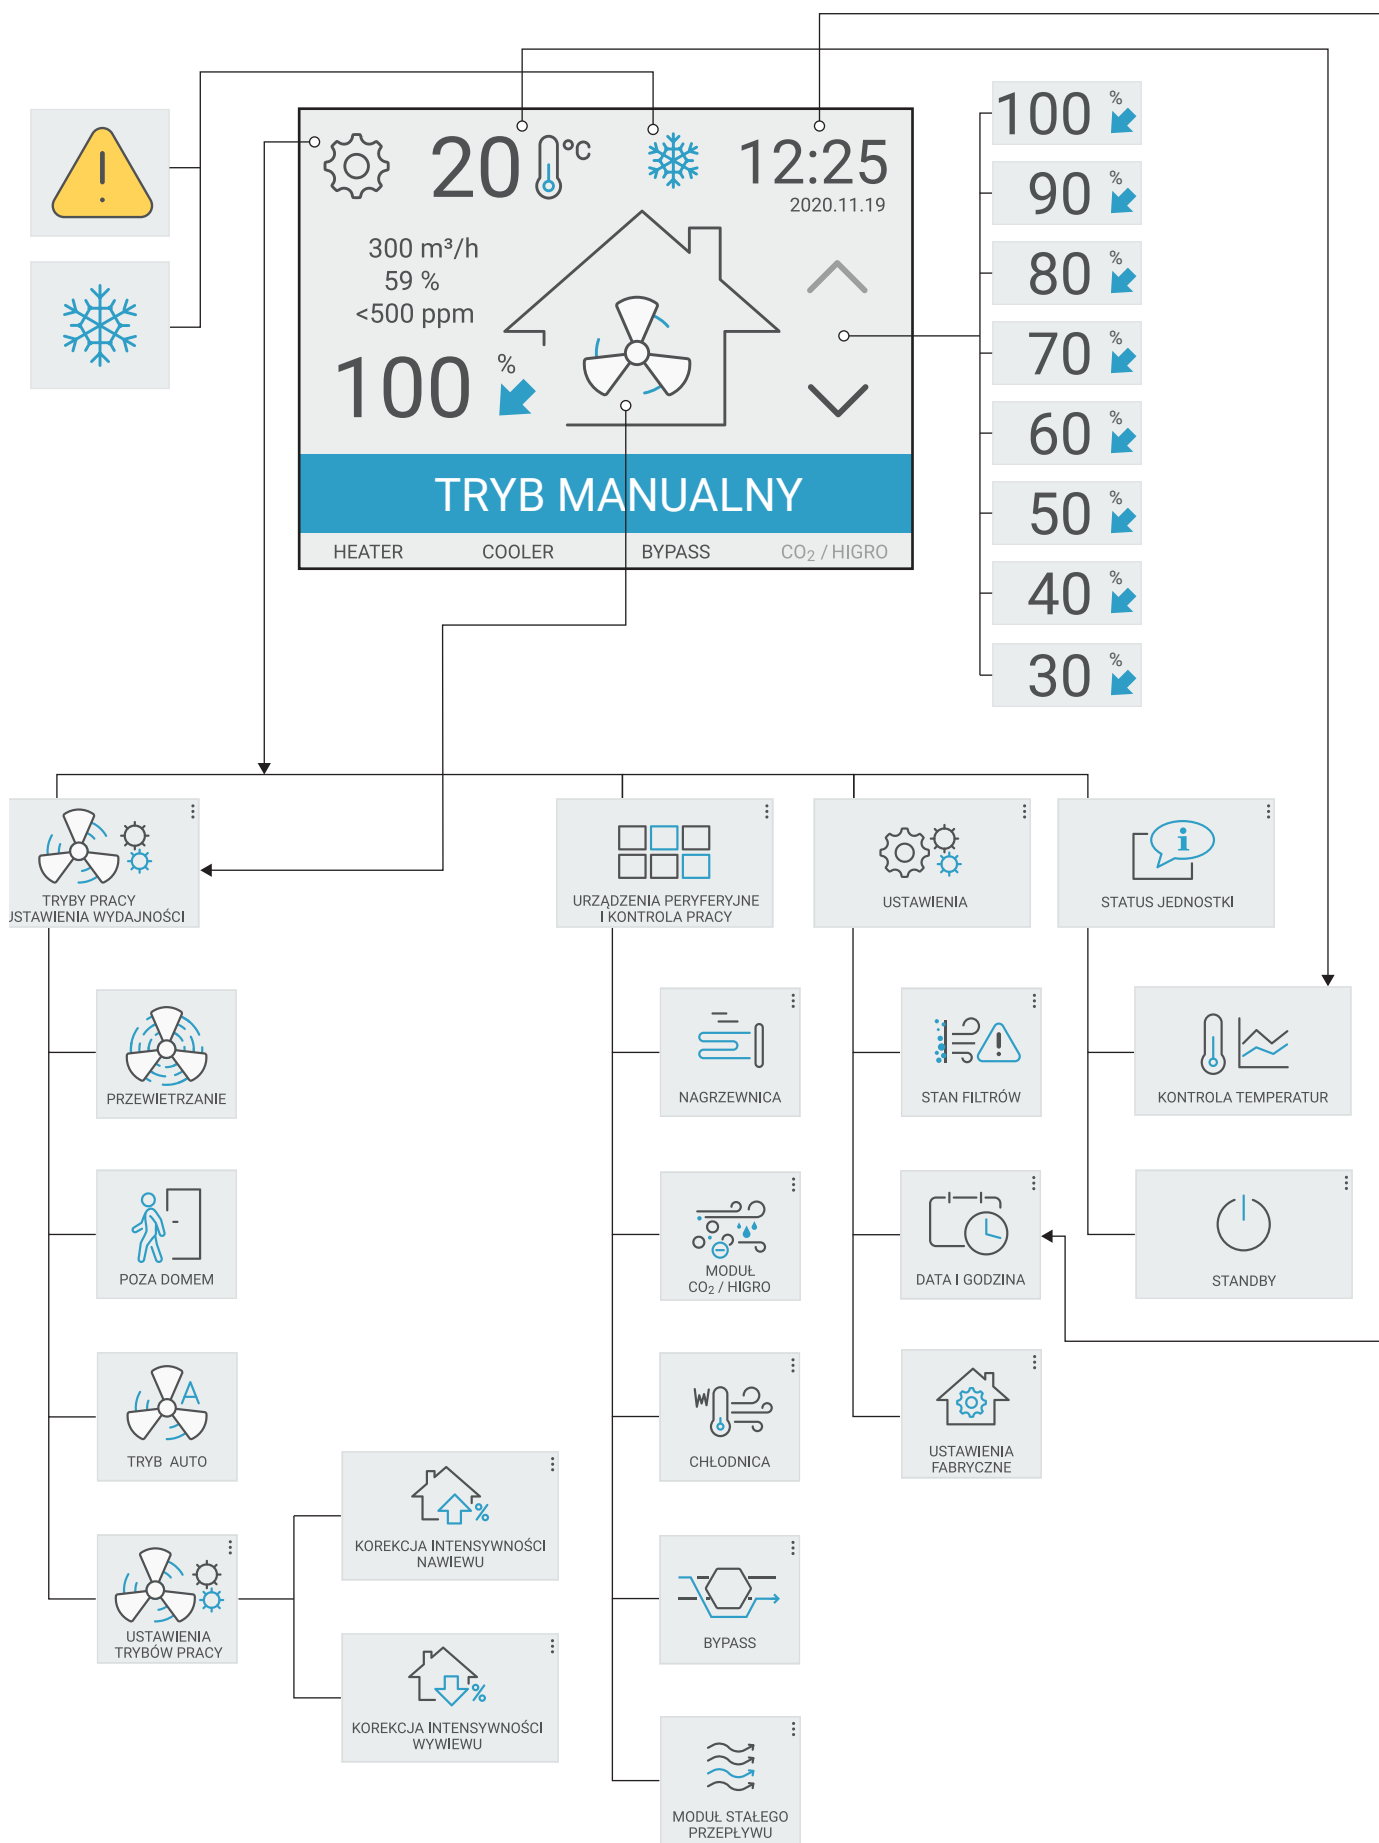 20 °C
12:25
2020.11.19
300 m³/h
59 %
<500 ppm
100 %
TRYB MANUALNY
HEATER COOLER BYPASS CO₂ / HIGRO
100 %
90 %
80 %
70 %
60 %
50 %
40 %
30 %
TRYBY PRACY
USTAWIENIA WYDAJNOŚCI
URZĄDZENIA PERYFERYJNE
I KONTROLA PRACY
USTAWIENIA
i
STATUS JEDNOSTKI
PRZEWIETRZANIE
POZA DOMEM
A
TRYB AUTO
USTAWIENIA
TRYBÓW PRACY
%
KOREKCJA INTENSYWNOŚCI
NAWIEWU
%
KOREKCJA INTENSYWNOŚCI
WYWIEWU
NAGRZEWNICA
MODUŁ
CO₂ / HIGRO
CHŁODNICA
BYPASS
MODUŁ STAŁEGO
PRZEPŁYWU
STAN FILTRÓW
DATA I GODZINA
USTAWIENIA
FABRYCZNE
KONTROLA TEMPERATUR
STANDBY